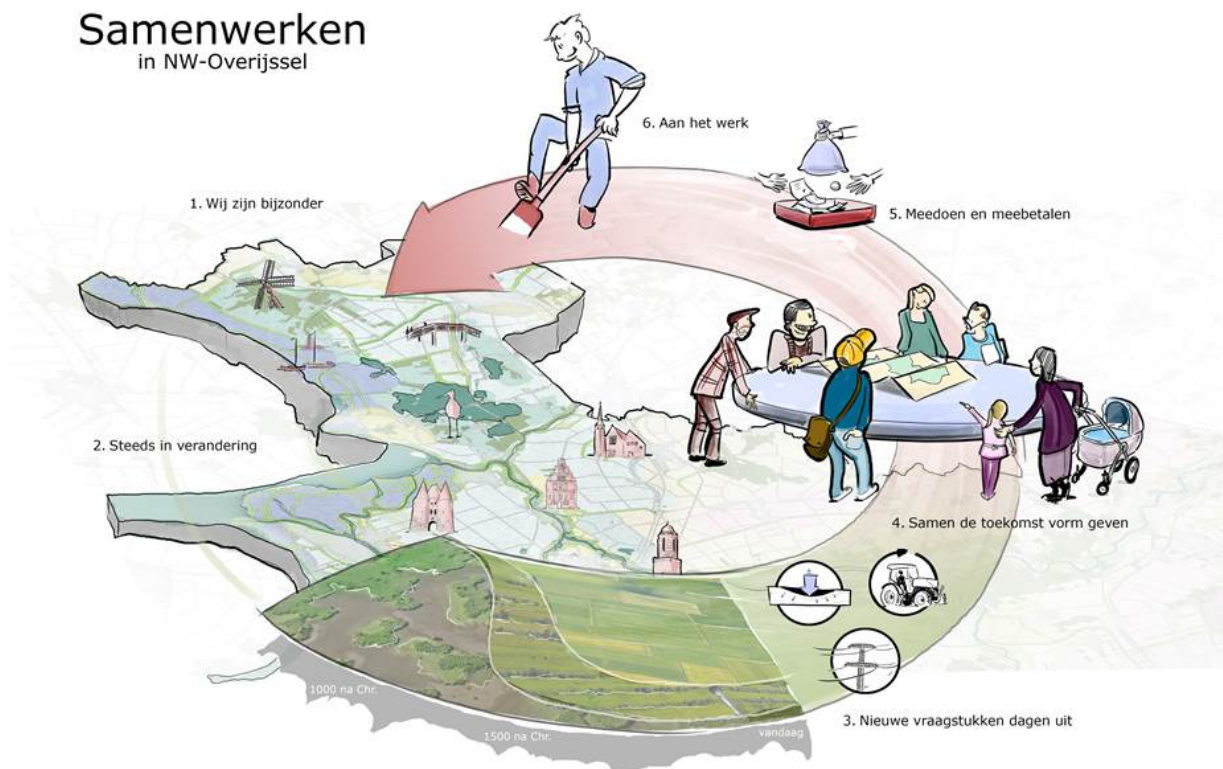 Samenwerken
in NW-Overijssel
6. Aan het werk
1. Wij zijn bijzonder
5. Meedoen en meebetalen
2. Steeds in verandering
4. Samen de toekomst vorm geven
1000 na Chr.
3. Nieuwe vraagstukken dagen uit
1500 na Chr.
vandaag